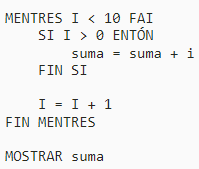 MENTRES I < 10 FAI
    SI I > 0 ENTÓN
        suma = suma + i
    FIN SI

    I = I + 1
FIN MENTRES

MOSTRAR suma